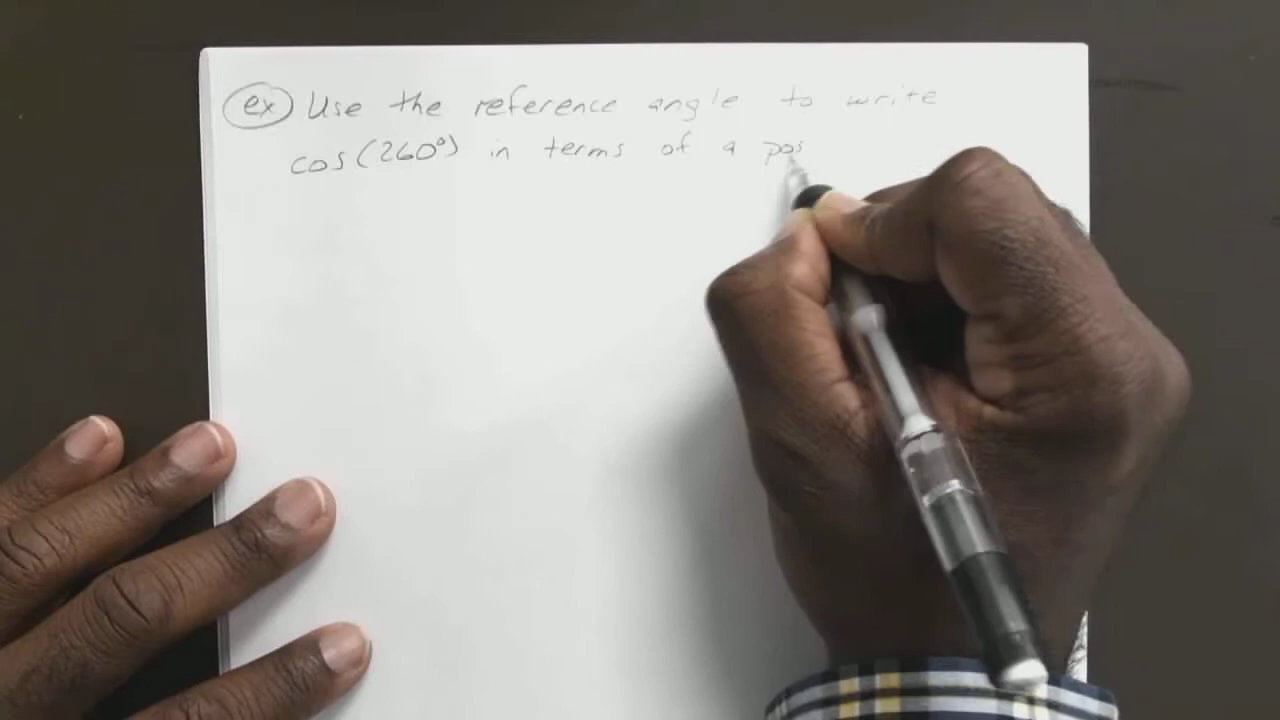 ex Use the reference angle to write
cos(260°) in terms of a pos